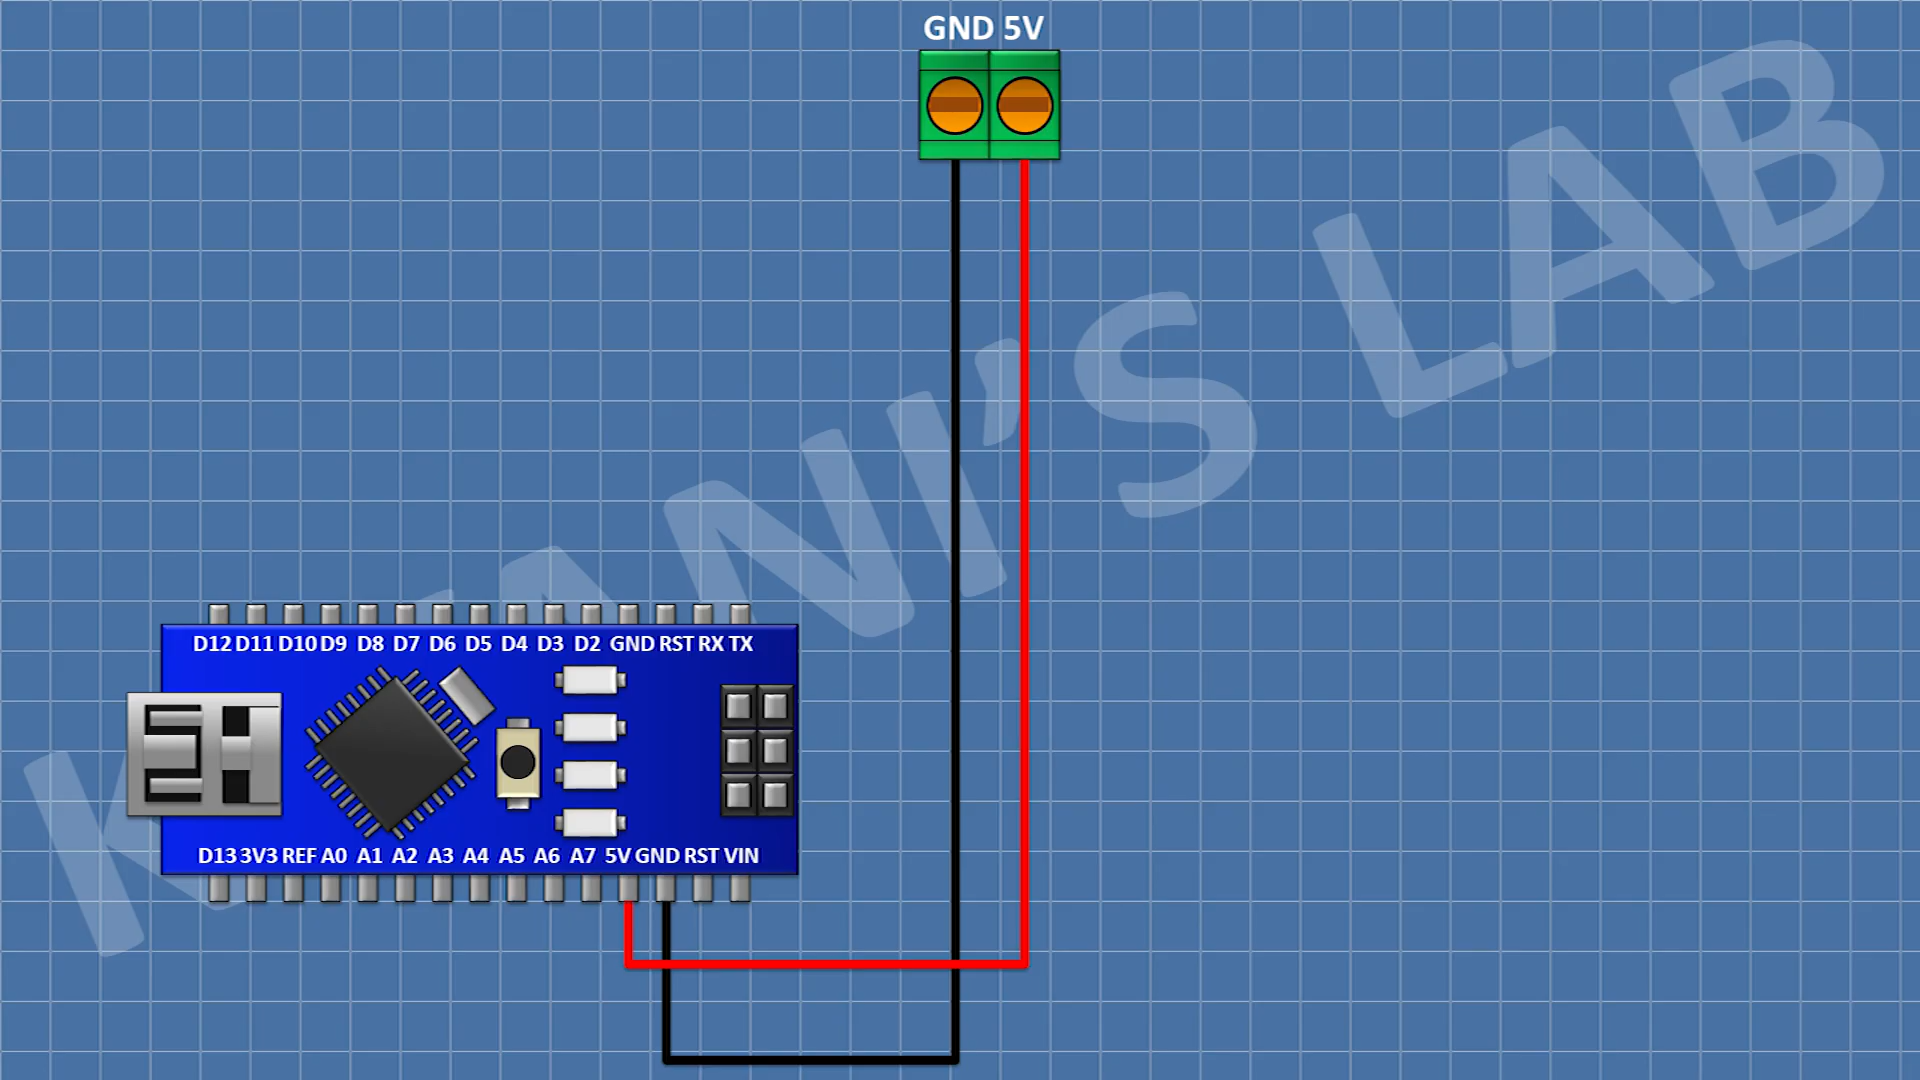 GND 5V
D12 D11 D10 D9 D8 D7 D6 D5 D4 D3 D2 GND RST RX TX
D13 3V3 REF A0 A1 A2 A3 A4 A5 A6 A7 5V GND RST VIN
LAB